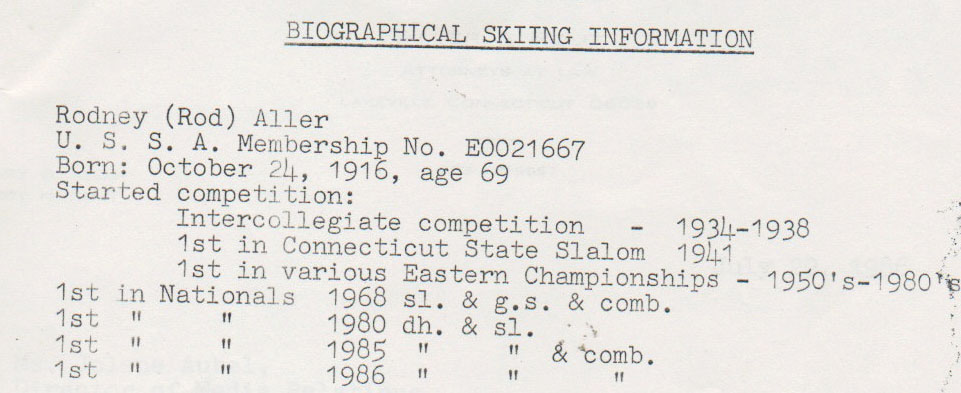 BIOGRAPHICAL SKIING INFORMATION
Rodney (Rod) Aller
U. S. S. A. Membership No. E0021667
Born: October 24, 1916, age 69
Started competition:
Intercollegiate competition - 1934-1938
1st in Connecticut State Slalom 1941
1st in various Eastern Championships - 1950's-1980's
1st in Nationals 1968 sl. & g.s. & comb.
1st " " 1980 dh. & sl.
1st " " 1985 " " & comb.
1st " " 1986 " " "